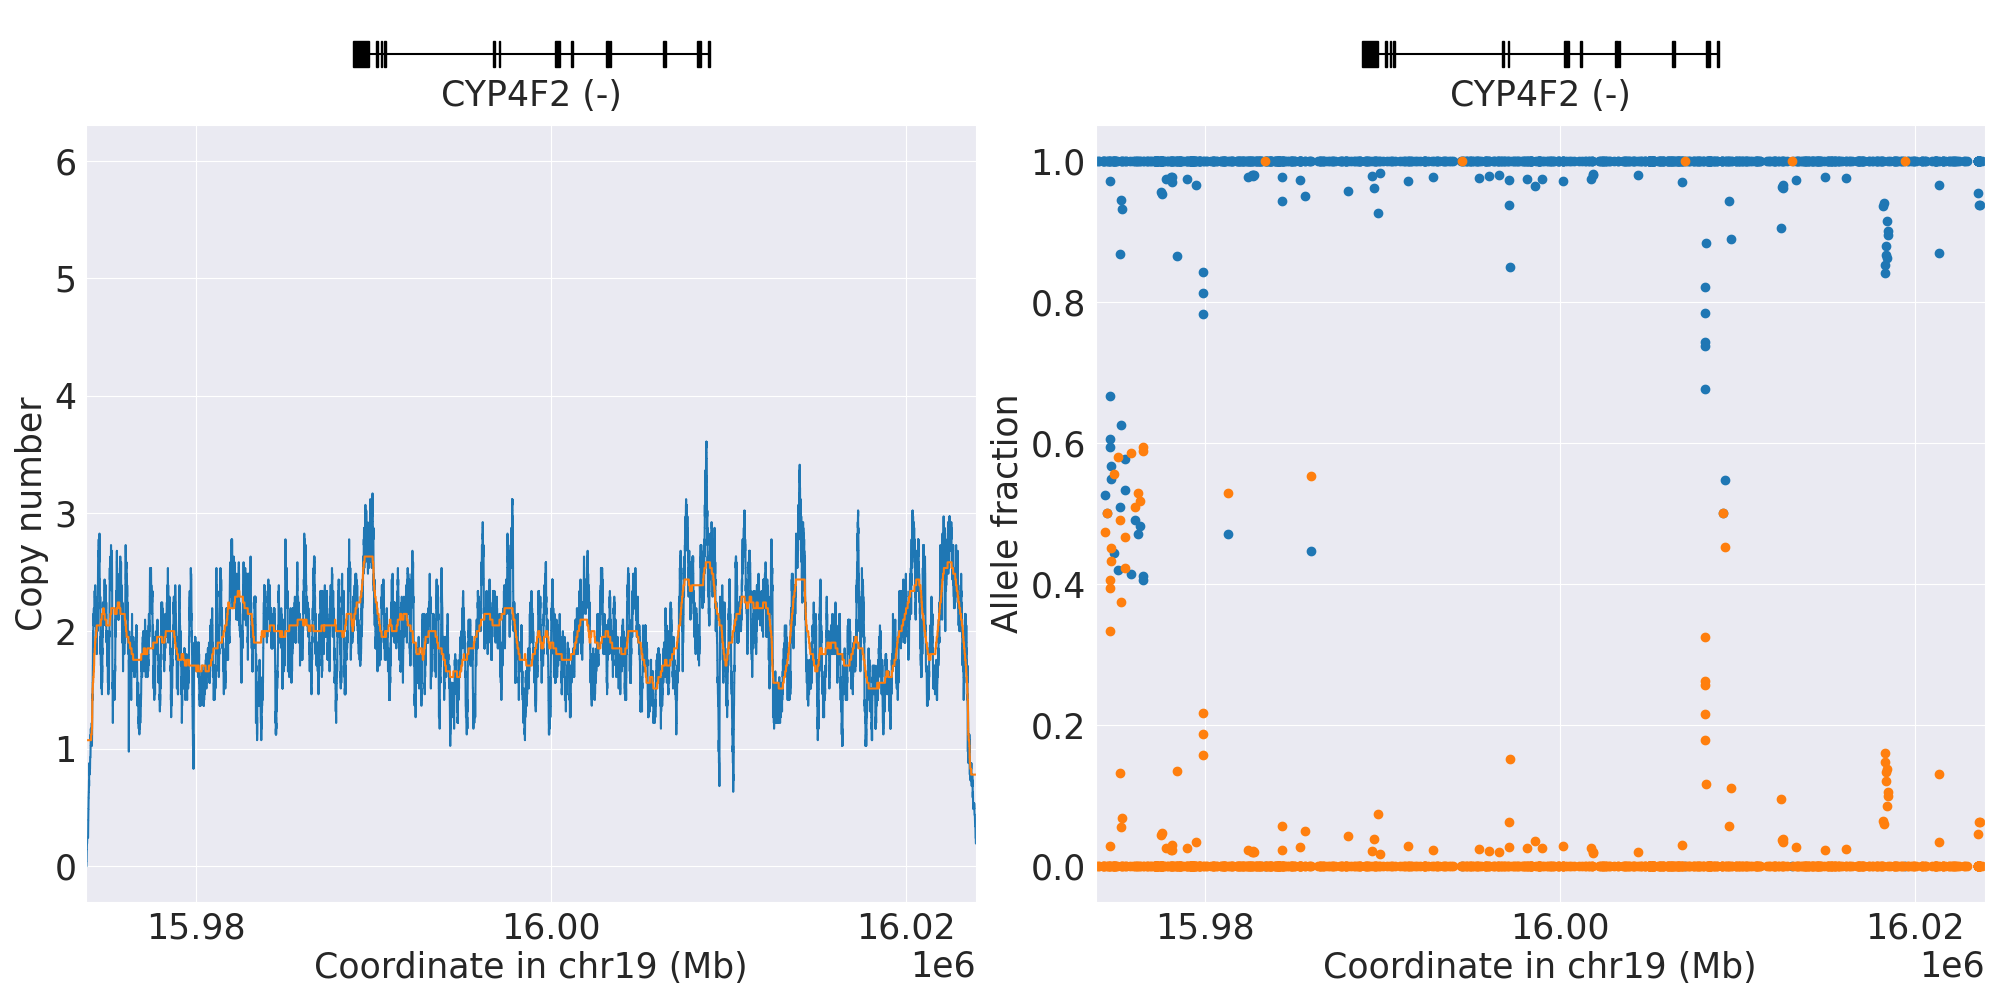 CYP4F2 (-)
6
5
4
3
2
1
0
Copy number
15.98
16.00
16.02
Coordinate in chr19 (Mb)
1e6
CYP4F2 (-)
1.0
0.8
0.6
0.4
0.2
0.0
Allele fraction
15.98
16.00
16.02
Coordinate in chr19 (Mb)
1e6